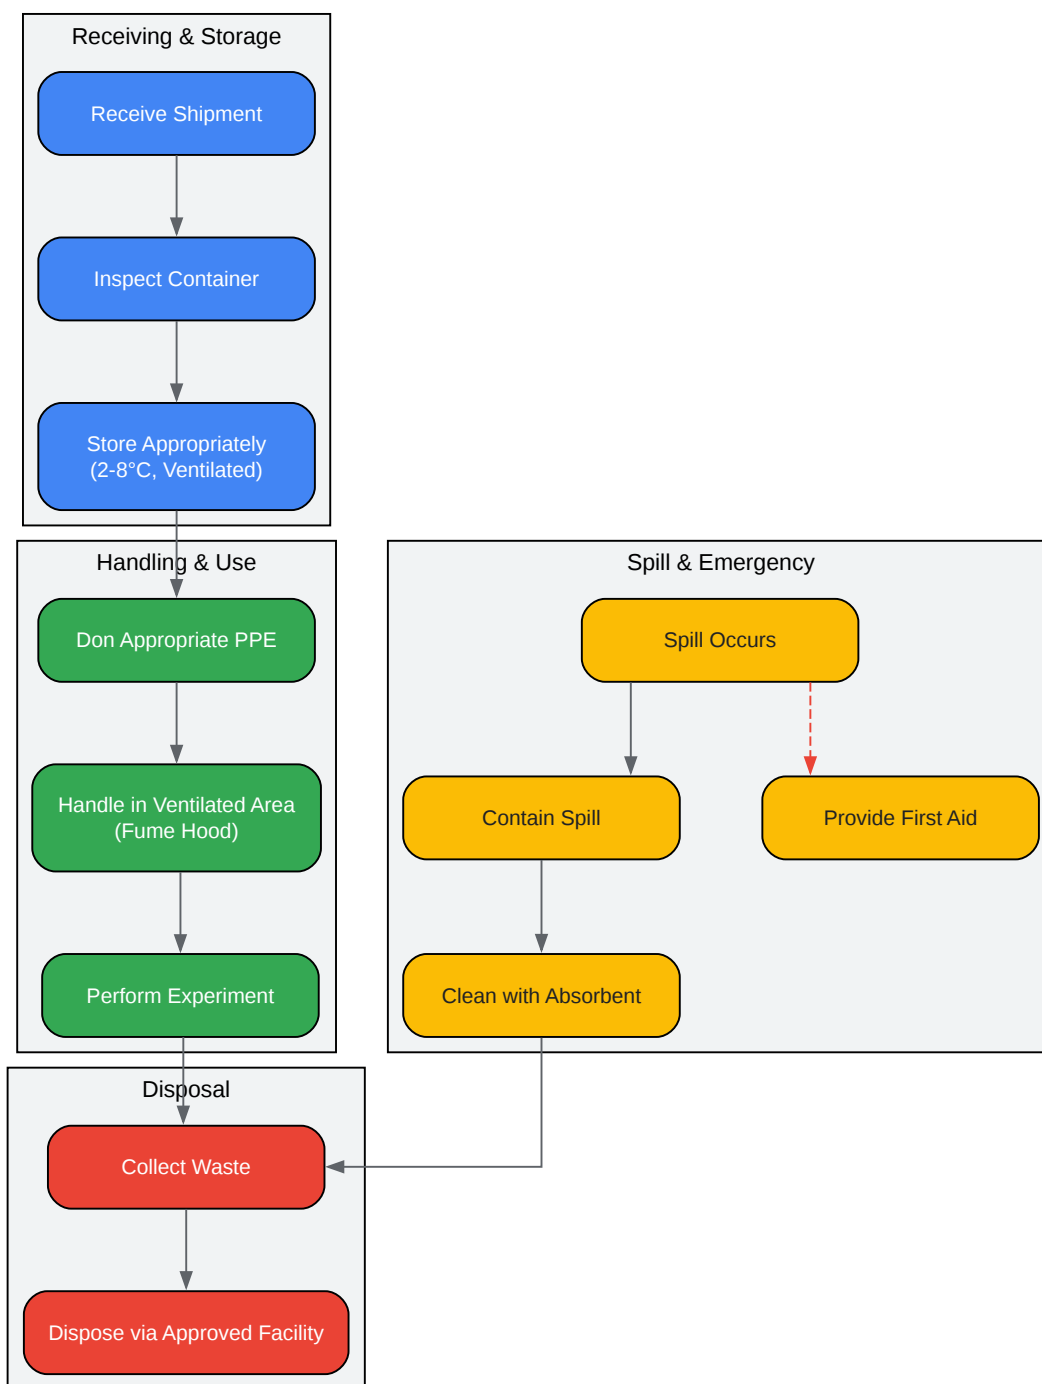 Receiving & Storage
Receive Shipment
Inspect Container
Store Appropriately
(2-8°C, Ventilated)
Handling & Use
Don Appropriate PPE
Handle in Ventilated Area
(Fume Hood)
Perform Experiment
Spill & Emergency
Spill Occurs
Contain Spill
Provide First Aid
Clean with Absorbent
Disposal
Collect Waste
Dispose via Approved Facility